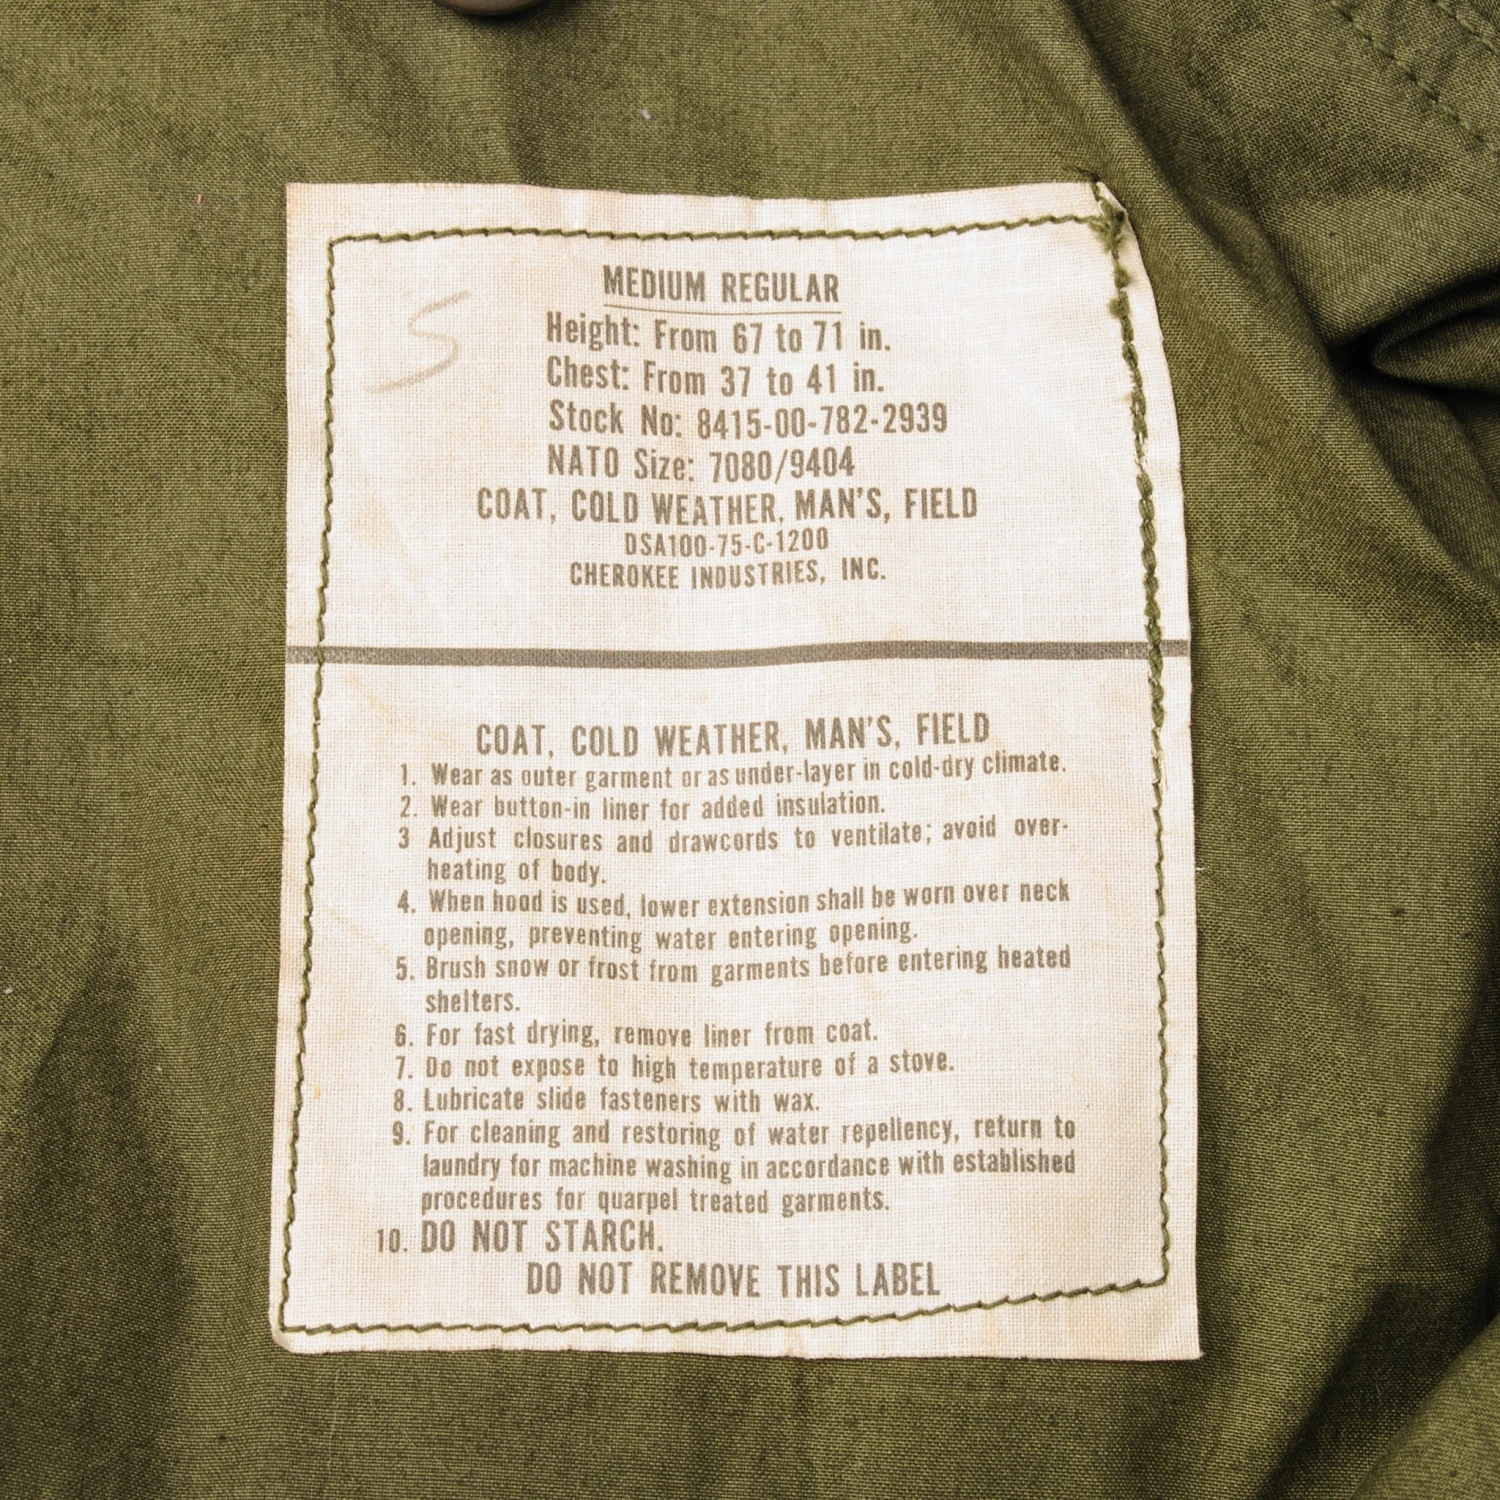 MEDIUM REGULAR
S
Height: From 67 to 71 in.
Chest: From 37 to 41 in.
Stock No: 8415-00-782-2939
NATO Size: 7080/9404
COAT, COLD WEATHER, MAN'S, FIELD
DSA100-75-C-1200
CHEROKEE INDUSTRIES, INC.
COAT, COLD WEATHER, MAN'S, FIELD
1. Wear as outer garment or as under-layer in cold-dry climate.
2. Wear button-in liner for added insulation.
3 Adjust closures and drawcords to ventilate; avoid over-
heating of body.
4. When hood is used, lower extension shall be worn over neck
opening, preventing water entering opening.
5. Brush snow or frost from garments before entering heated
shelters.
6. For fast drying, remove liner from coat.
7. Do not expose to high temperature of a stove.
8. Lubricate slide fasteners with wax.
9. For cleaning and restoring of water repellency, return to
laundry for machine washing in accordance with established
procedures for quarpel treated garments.
10. DO NOT STARCH.
DO NOT REMOVE THIS LABEL